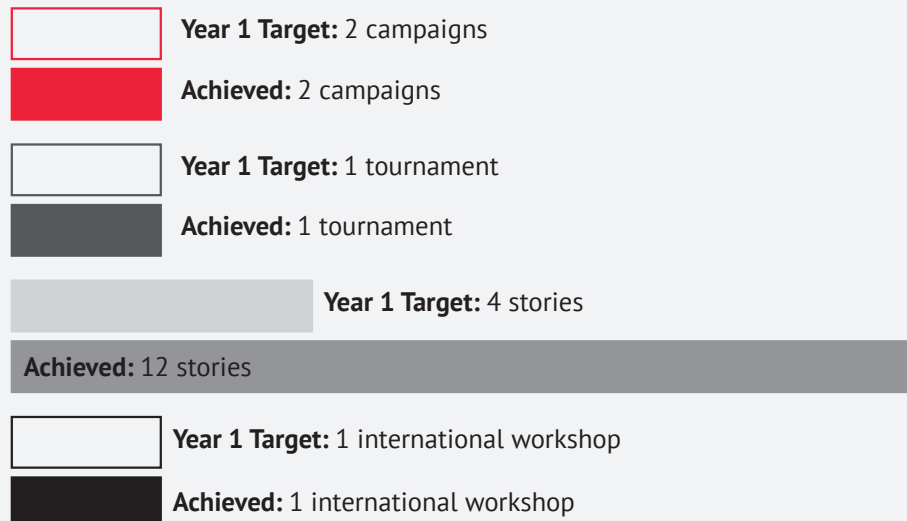 Year 1 Target: 2 campaigns
Achieved: 2 campaigns
Year 1 Target: 1 tournament
Achieved: 1 tournament
Year 1 Target: 4 stories
Achieved: 12 stories
Year 1 Target: 1 international workshop
Achieved: 1 international workshop